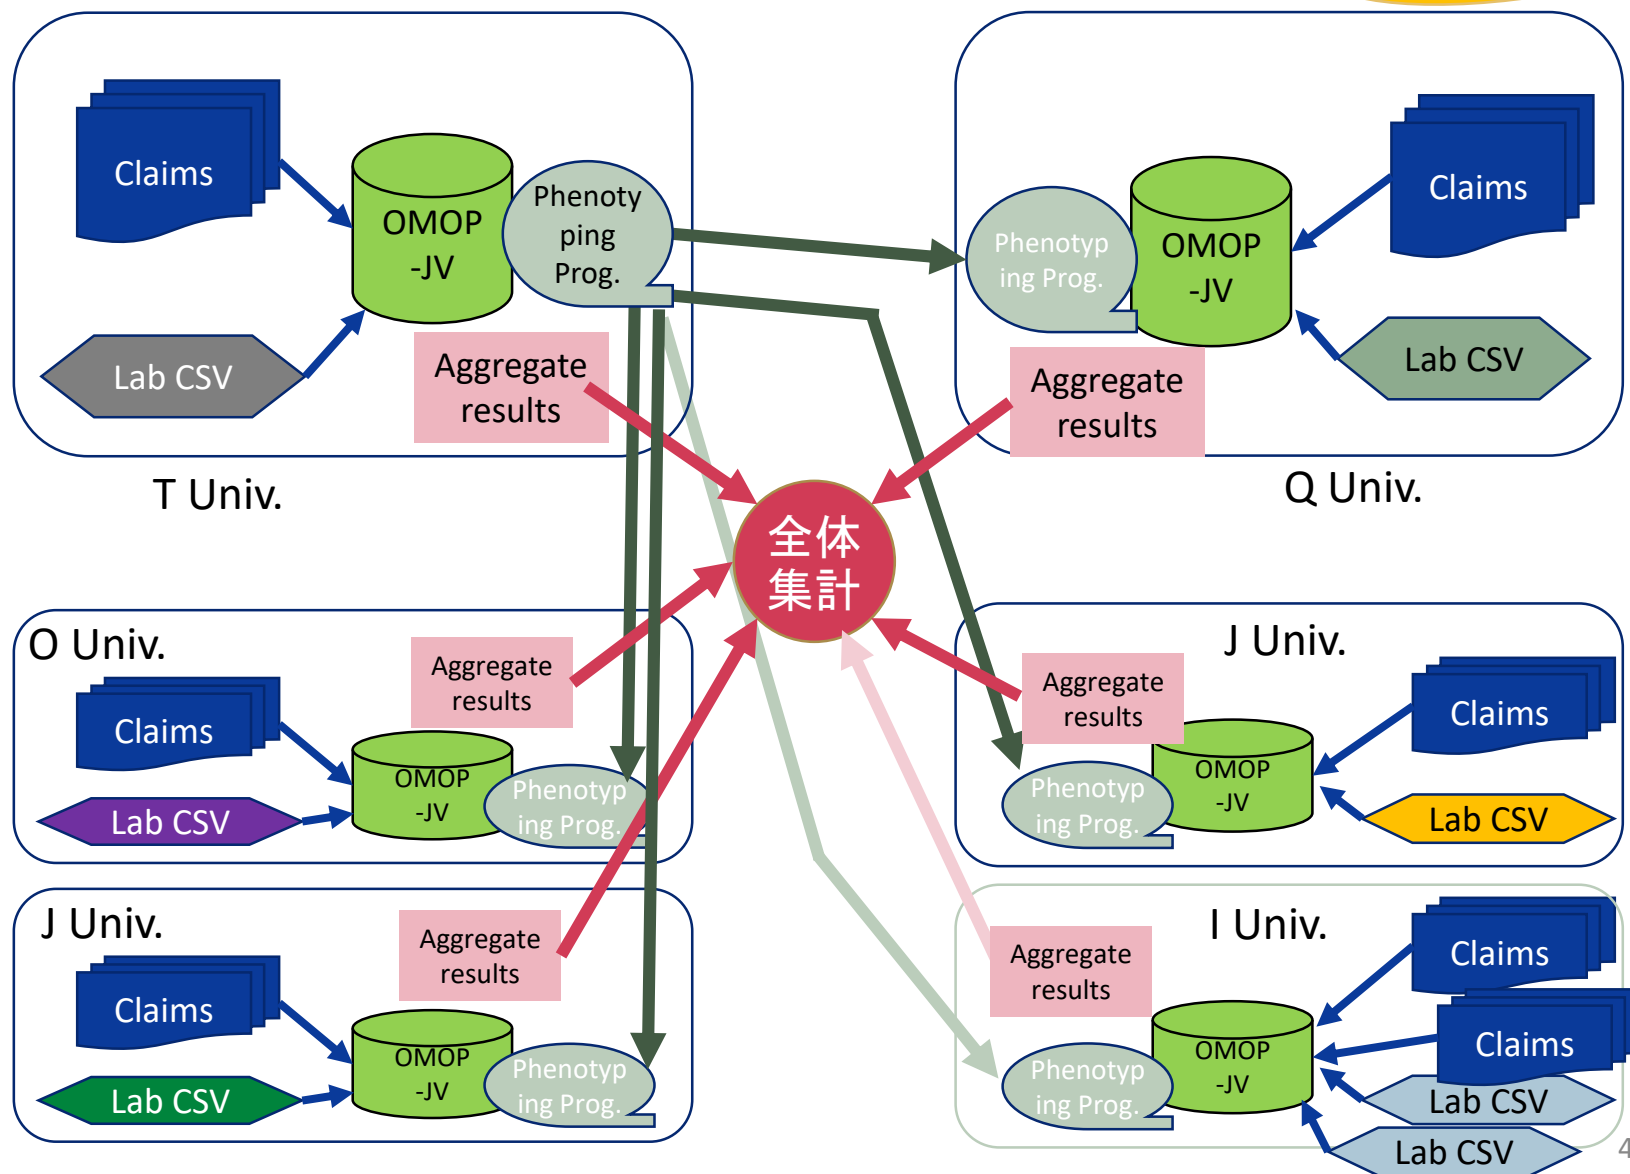 Claims
OMOP
-JV
Phenoty
ping
Prog.
Lab CSV
Aggregate
results
T Univ.
Phenotyp
ing Prog.
OMOP
-JV
Claims
Lab CSV
Aggregate
results
Q Univ.
全体
集計
O Univ.
Claims
Lab CSV
OMOP
-JV
Phenotyp
ing Prog.
Aggregate
results
J Univ.
Aggregate
results
Claims
OMOP
-JV
Phenotyp
ing Prog.
Lab CSV
J Univ.
Claims
Lab CSV
OMOP
-JV
Phenotyp
ing Prog.
Aggregate
results
I Univ.
Aggregate
results
Claims
Claims
OMOP
-JV
Phenotyp
ing Prog.
Lab CSV
Lab CSV
4